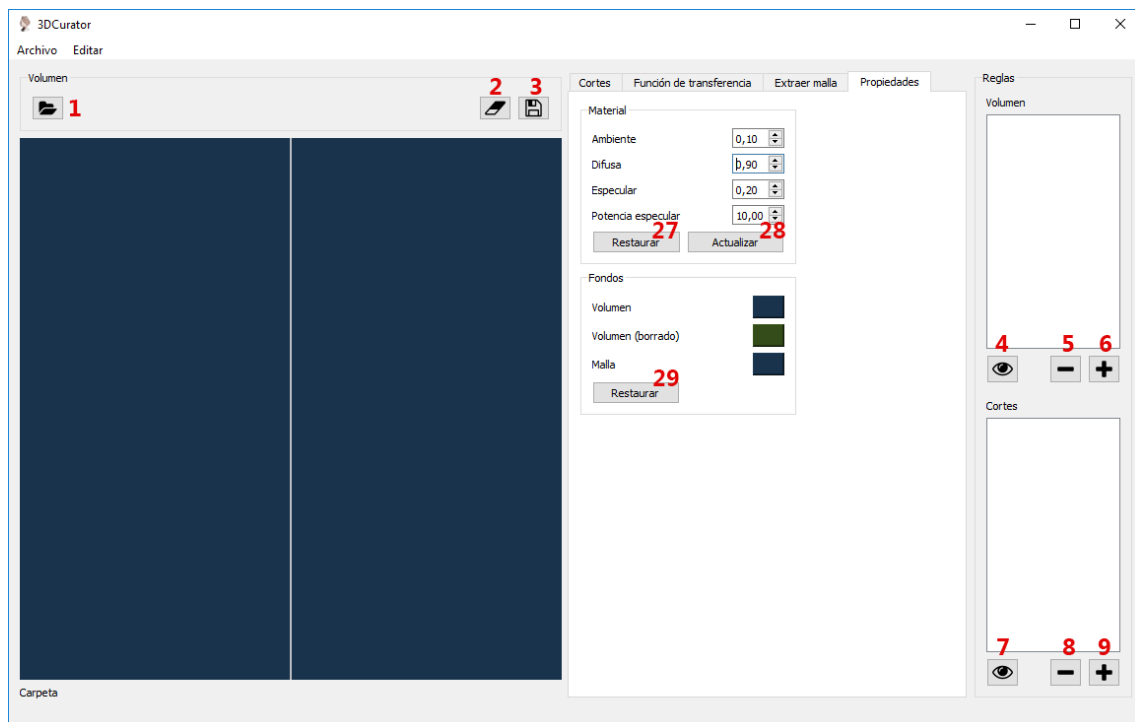 3DCurator
Archivo Editar
Volumen
1
2 3
Carpeta
Cortes Función de transferencia Extraer malla Propiedades
Material
Ambiente 0,10
Difusa 0,90
Especular 0,20
Potencia especular 10,00
27 28
Restaurar Actualizar
Fondos
Volumen
Volumen (borrado)
Malla
29
Restaurar
Reglas
Volumen
4 5 6
Cortes
7 8 9